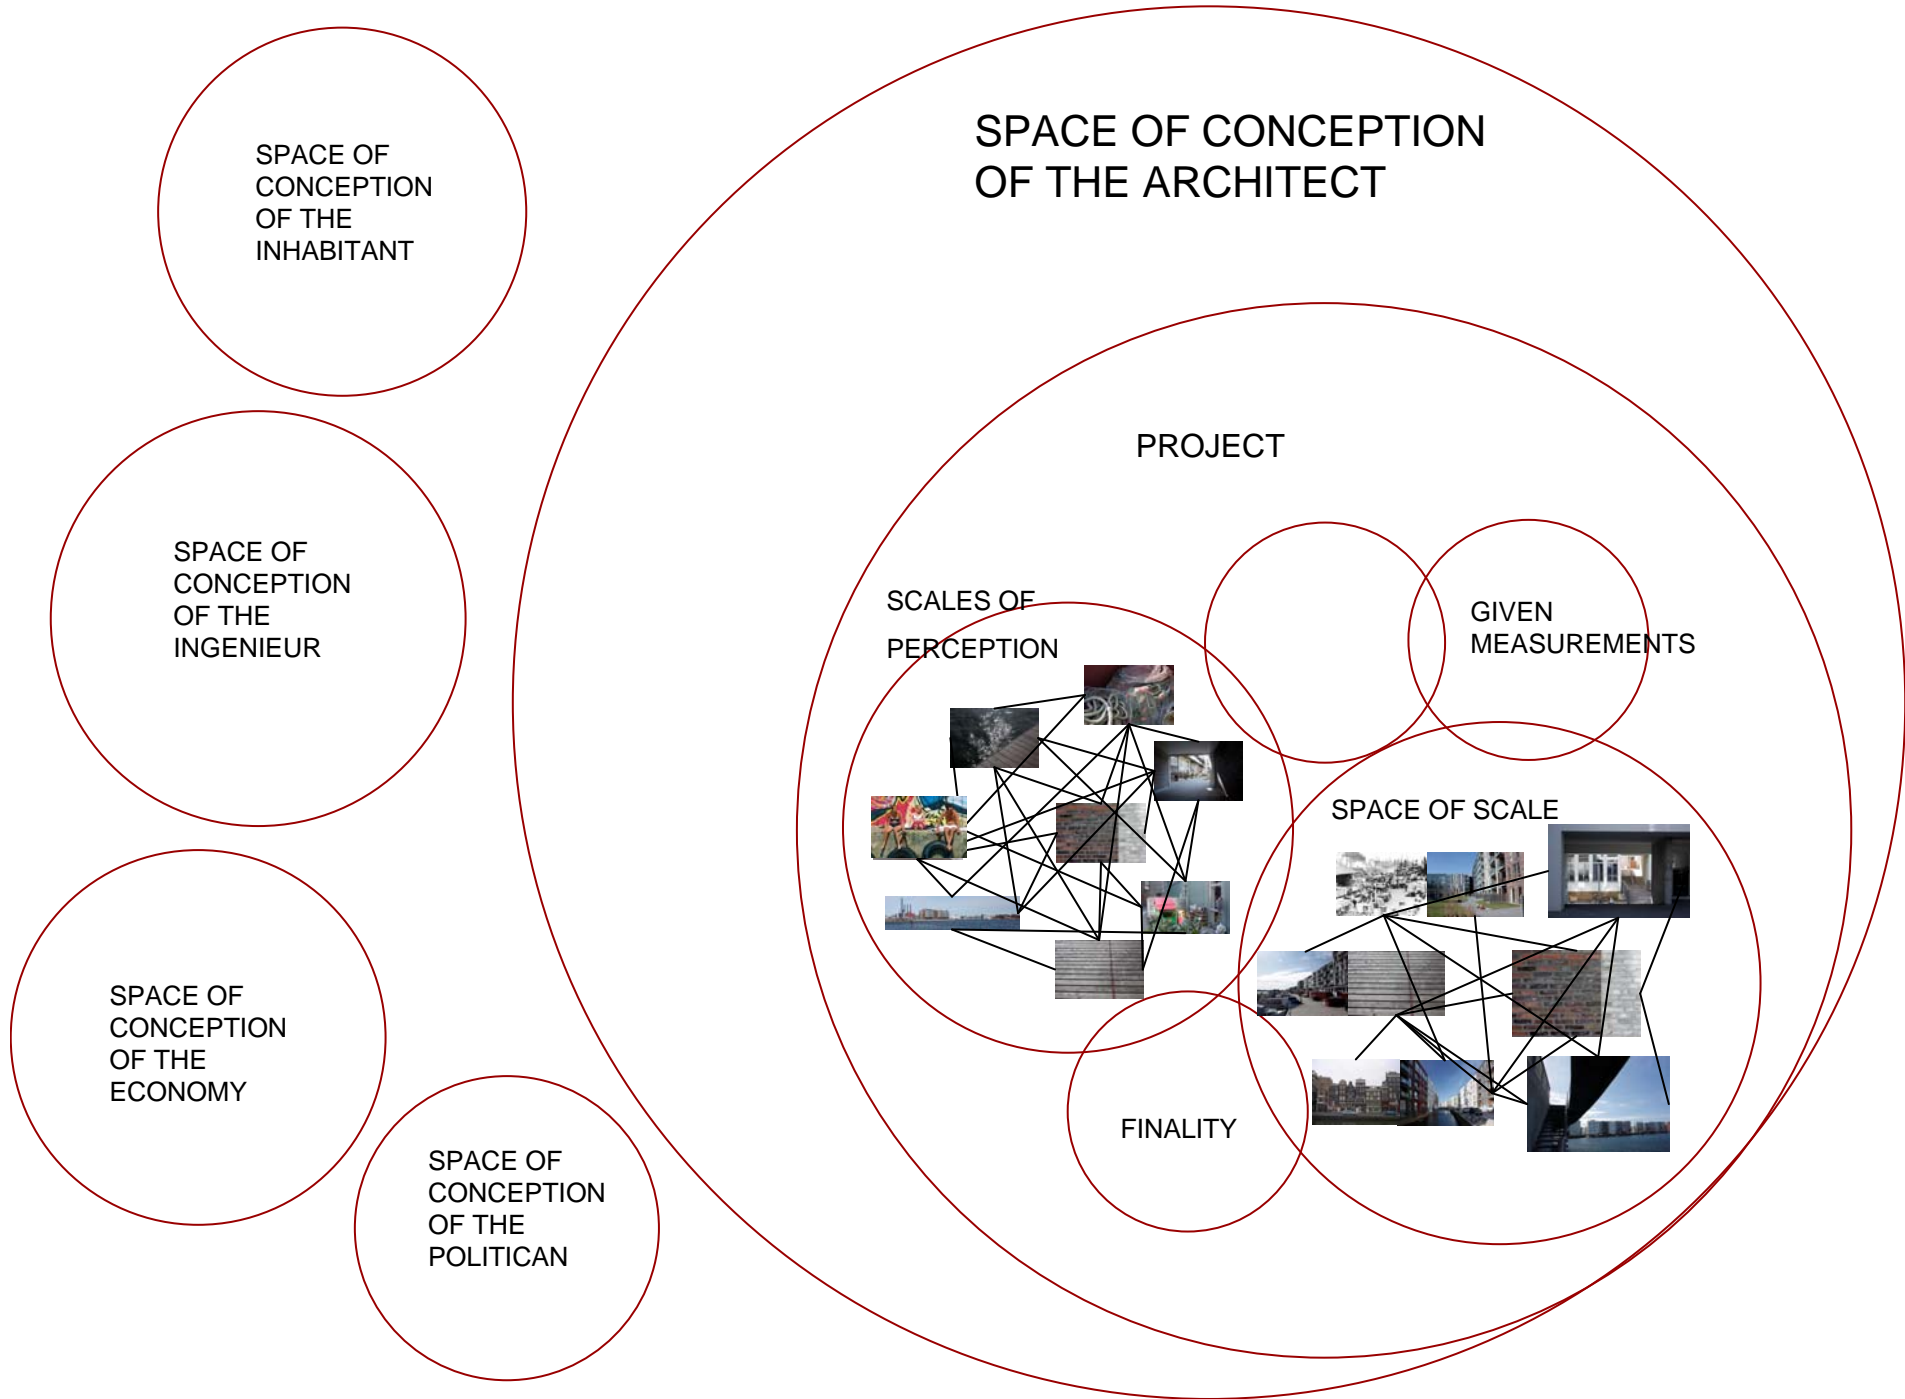 SPACE OF CONCEPTION
OF THE ARCHITECT
SPACE OF
CONCEPTION
OF THE
INHABITANT
PROJECT
SPACE OF
CONCEPTION
OF THE
INGENIEUR
SCALES OF
PERCEPTION
GIVEN
MEASUREMENTS
SPACE OF SCALE
SPACE OF
CONCEPTION
OF THE
ECONOMY
FINALITY
SPACE OF
CONCEPTION
OF THE
POLITICAN